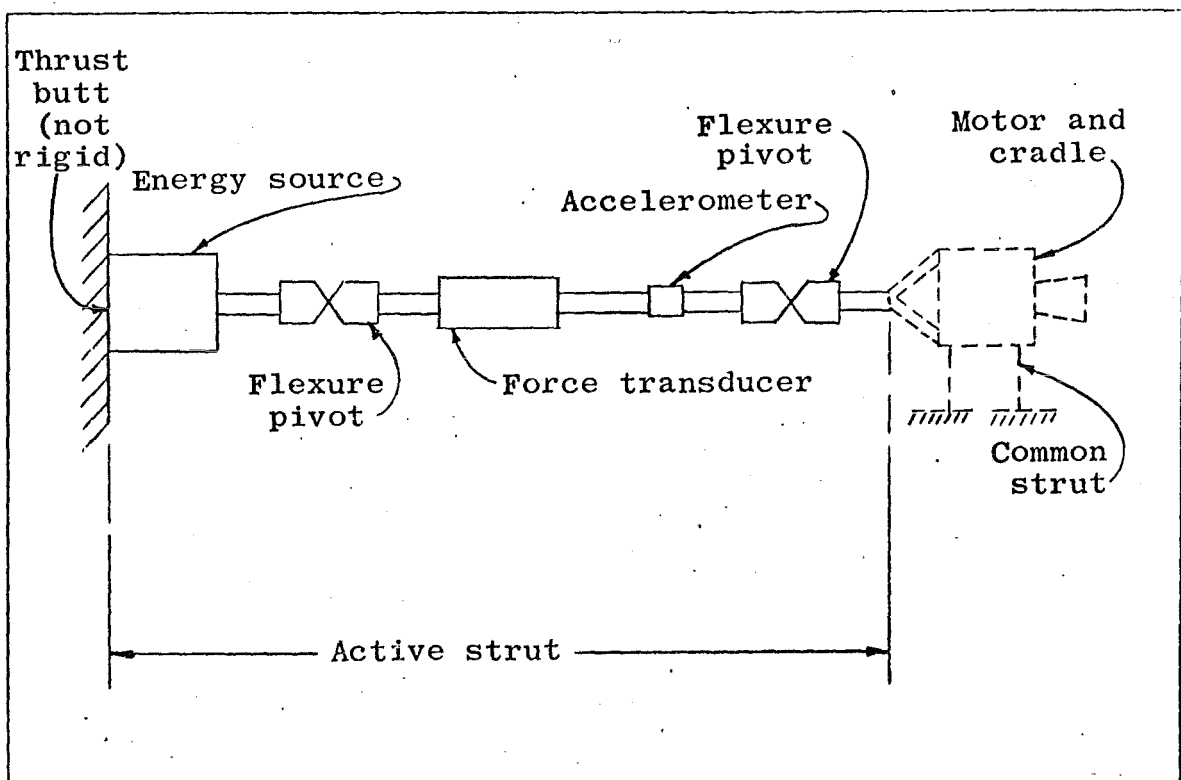 Thrust
butt
(not
rigid)
Energy source
Flexure
pivot
Accelerometer
Motor and
cradle
Flexure
pivot
Force transducer
Common
strut
Active strut